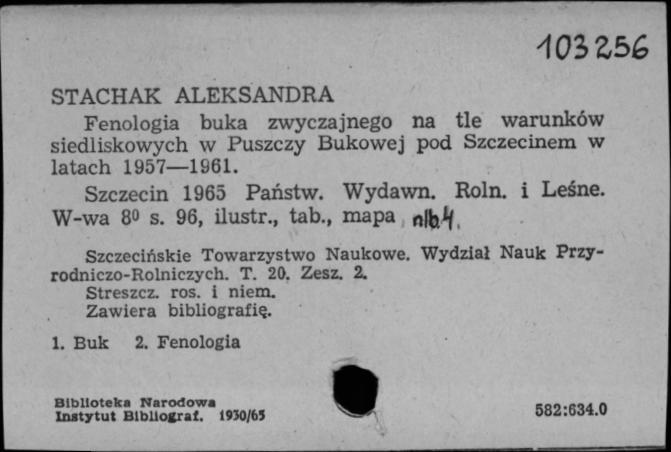 103256
STACHAK ALEKSANDRA
Fenologia buka zwyczajnego na tle warunków
siedliskowych w Puszczy Bukowej pod Szczecinem w
latach 1957—1961.
Szczecin 1965 Państw. Wydawn. Roln. i Leśne.
W-wa 8⁰ s. 96, ilustr., tab., mapa, nlb 4.
Szczecińskie Towarzystwo Naukowe. Wydział Nauk Przy-
rodniczo-Rolniczych. T. 20. Zesz. 2.
Streszcz. ros. i niem.
Zawiera bibliografię.
1. Buk 2. Fenologia
Biblioteka Narodowa
Instytut Bibliograf. 1930/65
582:634.0